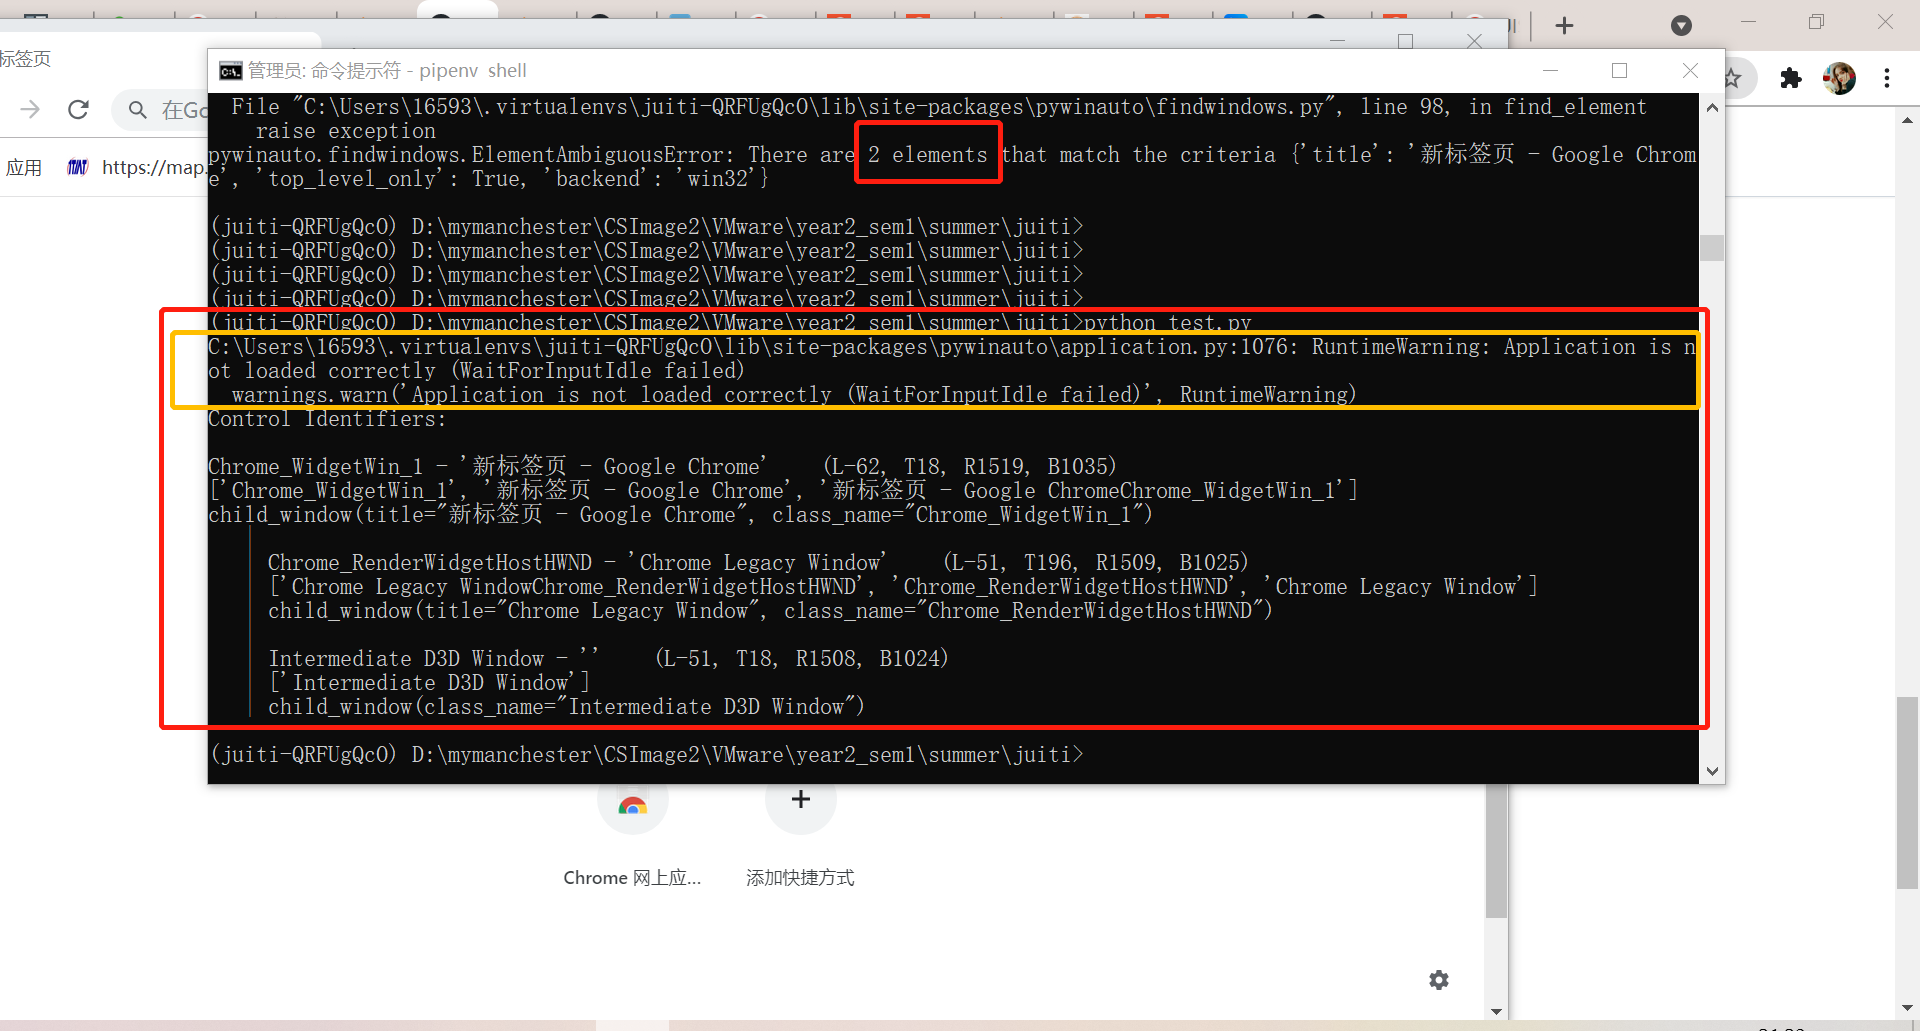 标签页
管理员: 命令提示符 - pipenv  shell
在Go
应用
https://map.
File "C:\Users\16593\.virtualenvs\juiti-QRFUgQcO\lib\site-packages\pywinauto\findwindows.py", line 98, in find_element
raise exception
pywinauto.findwindows.ElementAmbiguousError: There are 2 elements that match the criteria {'title': '新标签页 - Google Chrom
e', 'top_level_only': True, 'backend': 'win32'}
(juiti-QRFUgQcO) D:\mymanchester\CSImage2\VMware\year2_sem1\summer\juiti>
(juiti-QRFUgQcO) D:\mymanchester\CSImage2\VMware\year2_sem1\summer\juiti>
(juiti-QRFUgQcO) D:\mymanchester\CSImage2\VMware\year2_sem1\summer\juiti>
(juiti-QRFUgQcO) D:\mymanchester\CSImage2\VMware\year2_sem1\summer\juiti>
(juiti-QRFUgQcO) D:\mymanchester\CSImage2\VMware\year2_sem1\summer\juiti>python test.py
C:\Users\16593\.virtualenvs\juiti-QRFUgQcO\lib\site-packages\pywinauto\application.py:1076: RuntimeWarning: Application is n
ot loaded correctly (WaitForInputIdle failed)
warnings.warn('Application is not loaded correctly (WaitForInputIdle failed)', RuntimeWarning)
Control Identifiers:
Chrome_WidgetWin_1 - '新标签页 - Google Chrome'    (L-62, T18, R1519, B1035)
['Chrome_WidgetWin_1', '新标签页 - Google Chrome', '新标签页 - Google ChromeChrome_WidgetWin_1']
child_window(title="新标签页 - Google Chrome", class_name="Chrome_WidgetWin_1")
Chrome_RenderWidgetHostHWND - 'Chrome Legacy Window'    (L-51, T196, R1509, B1025)
['Chrome Legacy WindowChrome_RenderWidgetHostHWND', 'Chrome_RenderWidgetHostHWND', 'Chrome Legacy Window']
child_window(title="Chrome Legacy Window", class_name="Chrome_RenderWidgetHostHWND")
Intermediate D3D Window - ''    (L-51, T18, R1508, B1024)
['Intermediate D3D Window']
child_window(class_name="Intermediate D3D Window")
(juiti-QRFUgQcO) D:\mymanchester\CSImage2\VMware\year2_sem1\summer\juiti>
Chrome 网上应...
添加快捷方式